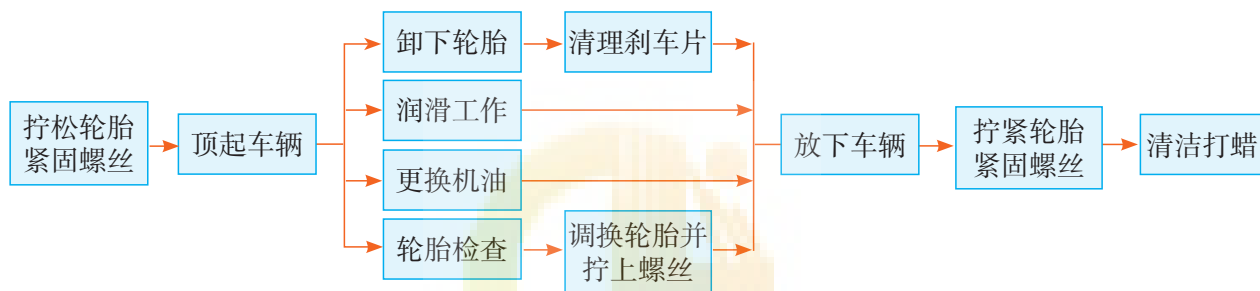 拧松轮胎
紧固螺丝
顶起车辆
卸下轮胎
清理刹车片
润滑工作
更换机油
轮胎检查
调换轮胎并
拧上螺丝
放下车辆
拧紧轮胎
紧固螺丝
清洁打蜡